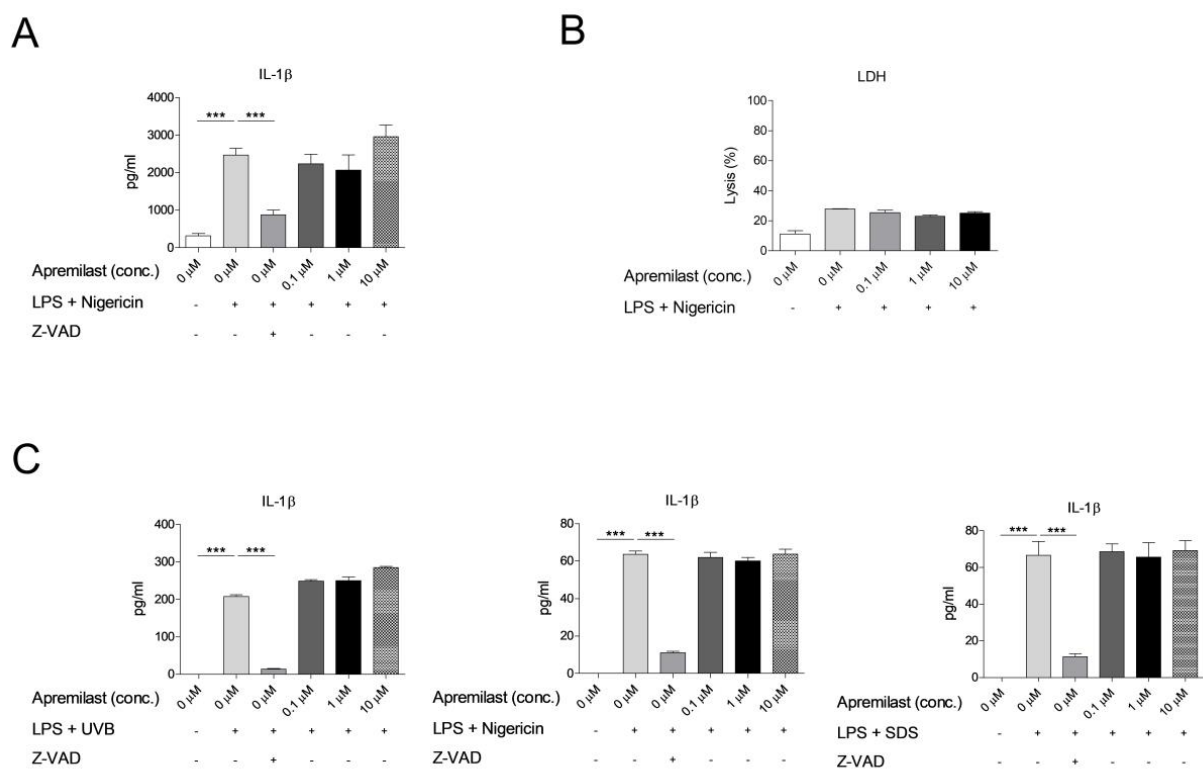 A
IL-1β
4000
3000
2000
1000
0
pg/ml
*** ***
Apremilast (conc.) 0 μM 0 μM 0 μM 0.1 μM 1 μM 10 μM
LPS + Nigericin - + + + + +
Z-VAD - - + - - -
B
LDH
100
80
60
40
20
0
Lysis (%)
Apremilast (conc.) 0 μM 0 μM 0.1 μM 1 μM 10 μM
LPS + Nigericin - + + + +
C
IL-1β
400
300
200
100
0
pg/ml
*** ***
Apremilast (conc.) 0 μM 0 μM 0 μM 0.1 μM 1 μM 10 μM
LPS + UVB - + + + + +
Z-VAD - - + - - -
IL-1β
80
60
40
20
0
pg/ml
*** ***
Apremilast (conc.) 0 μM 0 μM 0 μM 0.1 μM 1 μM 10 μM
LPS + Nigericin - + + + + +
Z-VAD - - + - - -
IL-1β
80
60
40
20
0
pg/ml
*** ***
Apremilast (conc.) 0 μM 0 μM 0 μM 0.1 μM 1 μM 10 μM
LPS + SDS - + + + + +
Z-VAD - - + - - -